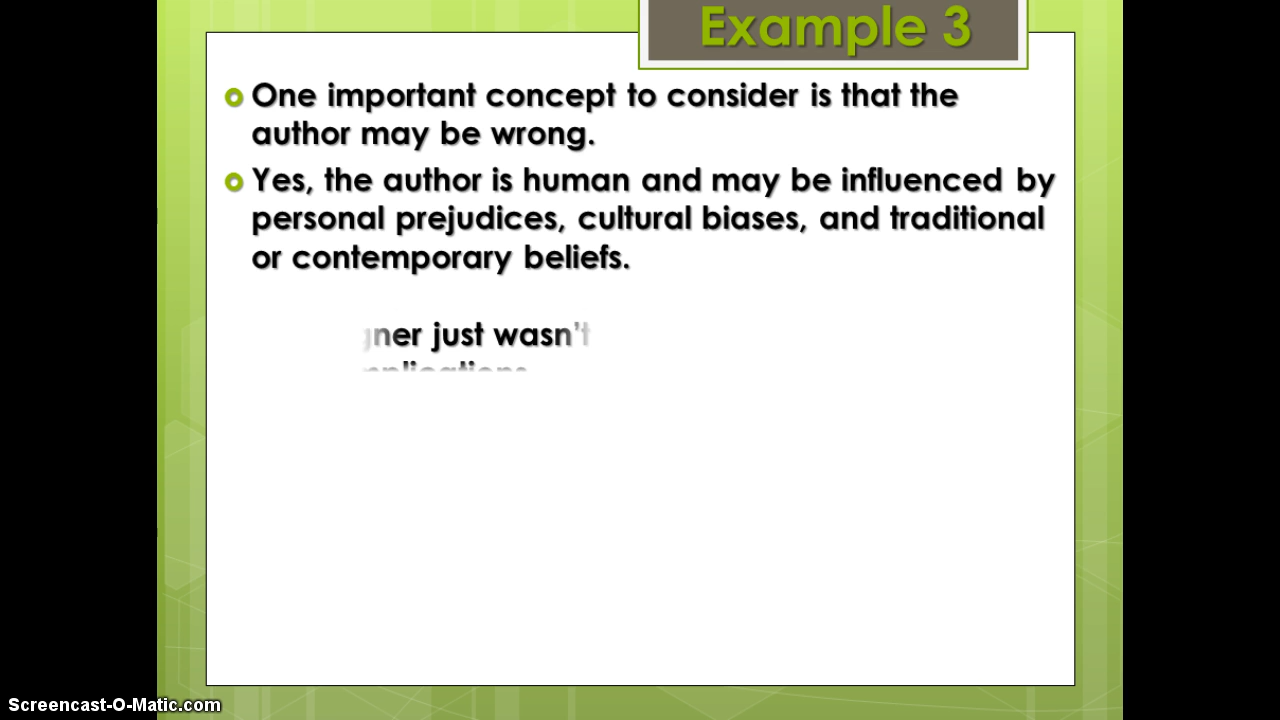 Example 3
One important concept to consider is that the
author may be wrong.
Yes, the author is human and may be influenced by
personal prejudices, cultural biases, and traditional
or contemporary beliefs.
just wasn't
Screencast-O-Matic.com